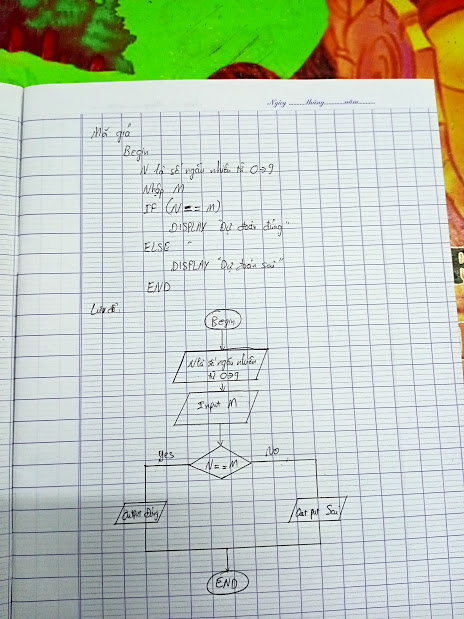 Ngày ........tháng........năm........
Mã giả
Begin
N là số ngẫu nhiên từ 0→9
Nhập M
IF (N == M)
DISPLAY "Dự đoán đúng"
ELSE
DISPLAY "Dự đoán sai"
END
Lưu đồ
Begin
N là số ngẫu nhiên
từ 0→9
Input M
Yes
N == M
No
Output đúng
Out put Sai
END